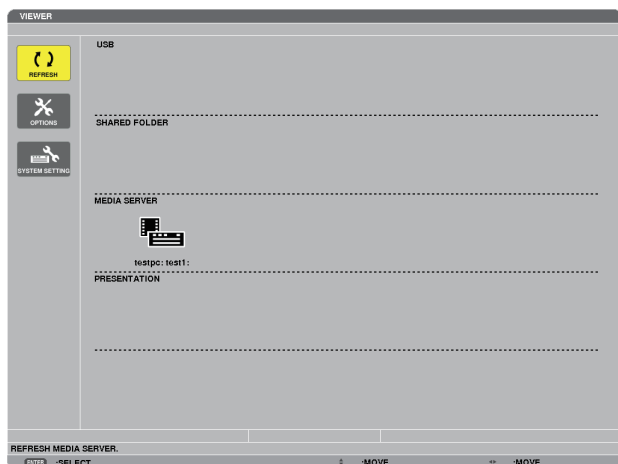 VIEWER
REFRESH
OPTIONS
SYSTEM SETTING
USB
SHARED FOLDER
MEDIA SERVER
testpc: test1:
PRESENTATION
REFRESH MEDIA SERVER.
ENTER :SELECT :MOVE :MOVE